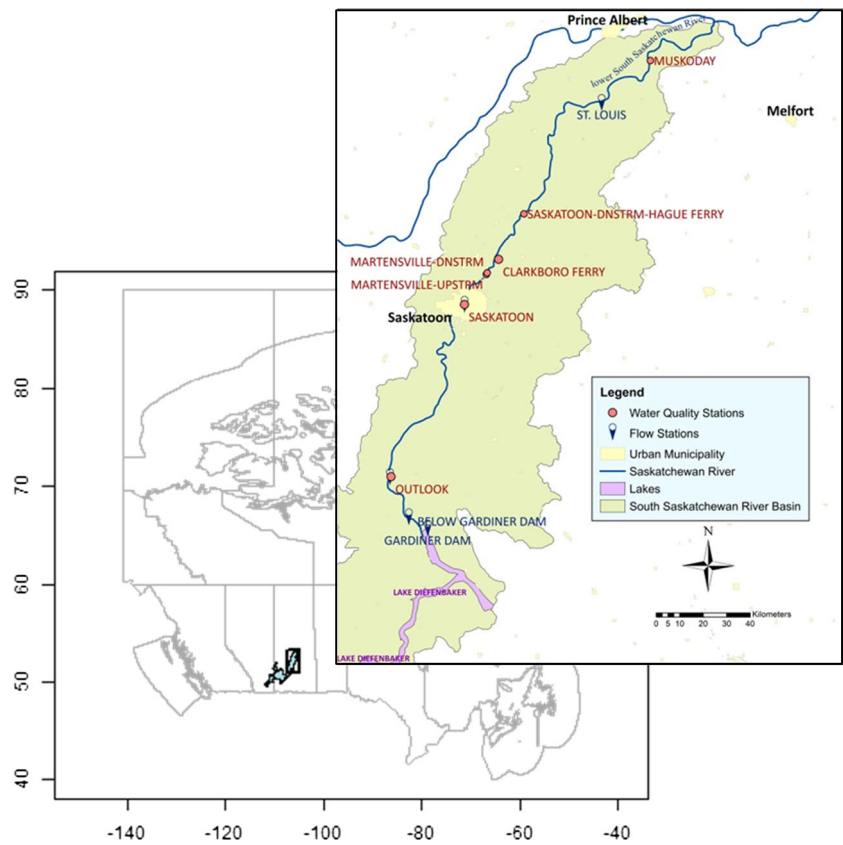 Prince Albert
lower South Saskatchewan River
MUSKODAY
ST. LOUIS
Melfort
SASKATOON-DNSTRM-HAGUE FERRY
MARTENSVILLE-DNSTRM
CLARKBORO FERRY
MARTENSVILLE-UPSTRM
Saskatoon
SASKATOON
Legend
Water Quality Stations
Flow Stations
Urban Municipality
Saskatchewan River
Lakes
South Saskatchewan River Basin
OUTLOOK
BELOW GARDINER DAM
GARDINER DAM
N
LAKE DIEFENBAKER
0 5 10 20 30 40 Kilometers
LAKE DIEFENBAKER
90
80
70
60
50
40
-140 -120 -100 -80 -60 -40